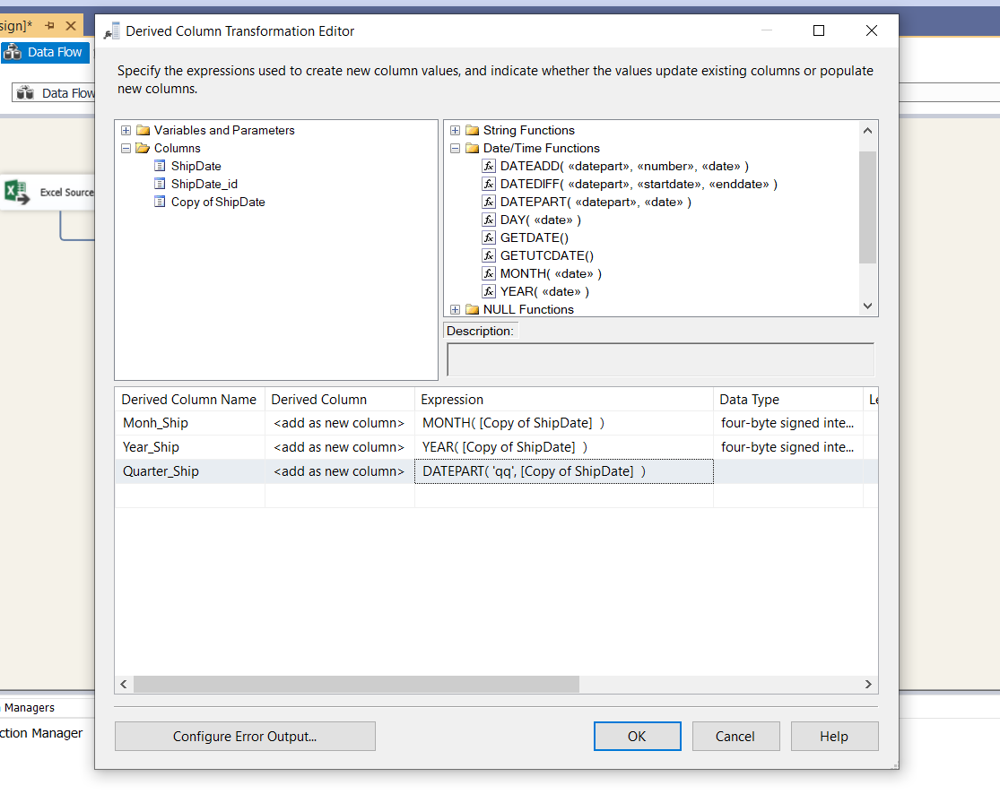 sign]*
Derived Column Transformation Editor
Data Flow
Specify the expressions used to create new column values, and indicate whether the values update existing columns or populate
new columns.
Data Flow
Variables and Parameters
Columns
ShipDate
ShipDate_id
Copy of ShipDate
String Functions
Date/Time Functions
DATEADD( «datepart», «number», «date» )
DATEDIFF( «datepart», «startdate», «enddate» )
DATEPART( «datepart», «date» )
DAY( «date» )
GETDATE()
GETUTCDATE()
MONTH( «date» )
YEAR( «date» )
NULL Functions
Excel Source
Description:
Derived Column Name Derived Column Expression Data Type Le
Monh_Ship <add as new column> MONTH( [Copy of ShipDate] ) four-byte signed inte...
Year_Ship <add as new column> YEAR( [Copy of ShipDate] ) four-byte signed inte...
Quarter_Ship <add as new column> DATEPART( 'qq', [Copy of ShipDate] )
Managers
ction Manager
Configure Error Output... OK Cancel Help